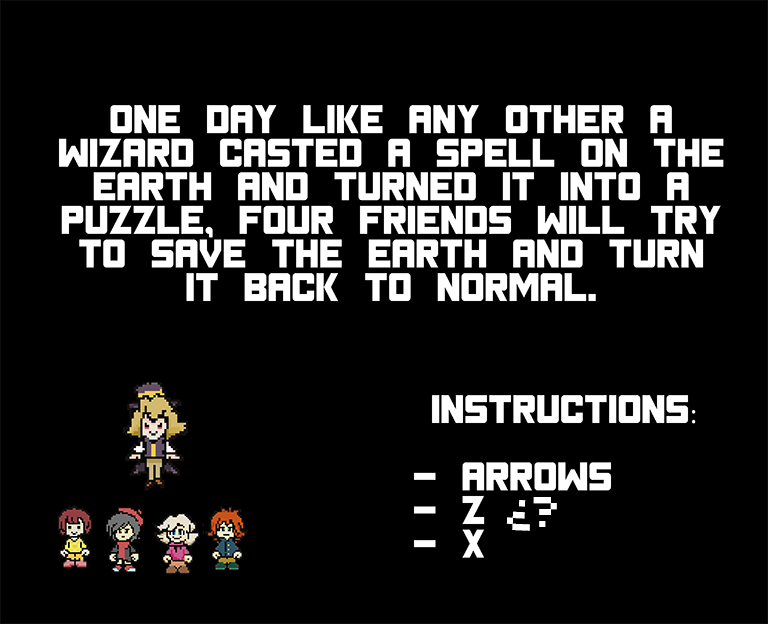 ONE DAY LIKE ANY OTHER A
WIZARD CASTED A SPELL ON THE
EARTH AND TURNED IT INTO A
PUZZLE, FOUR FRIENDS WILL TRY
TO SAVE THE EARTH AND TURN
IT BACK TO NORMAL.
INSTRUCTIONS:
- ARROWS
- Z ¿?
- X